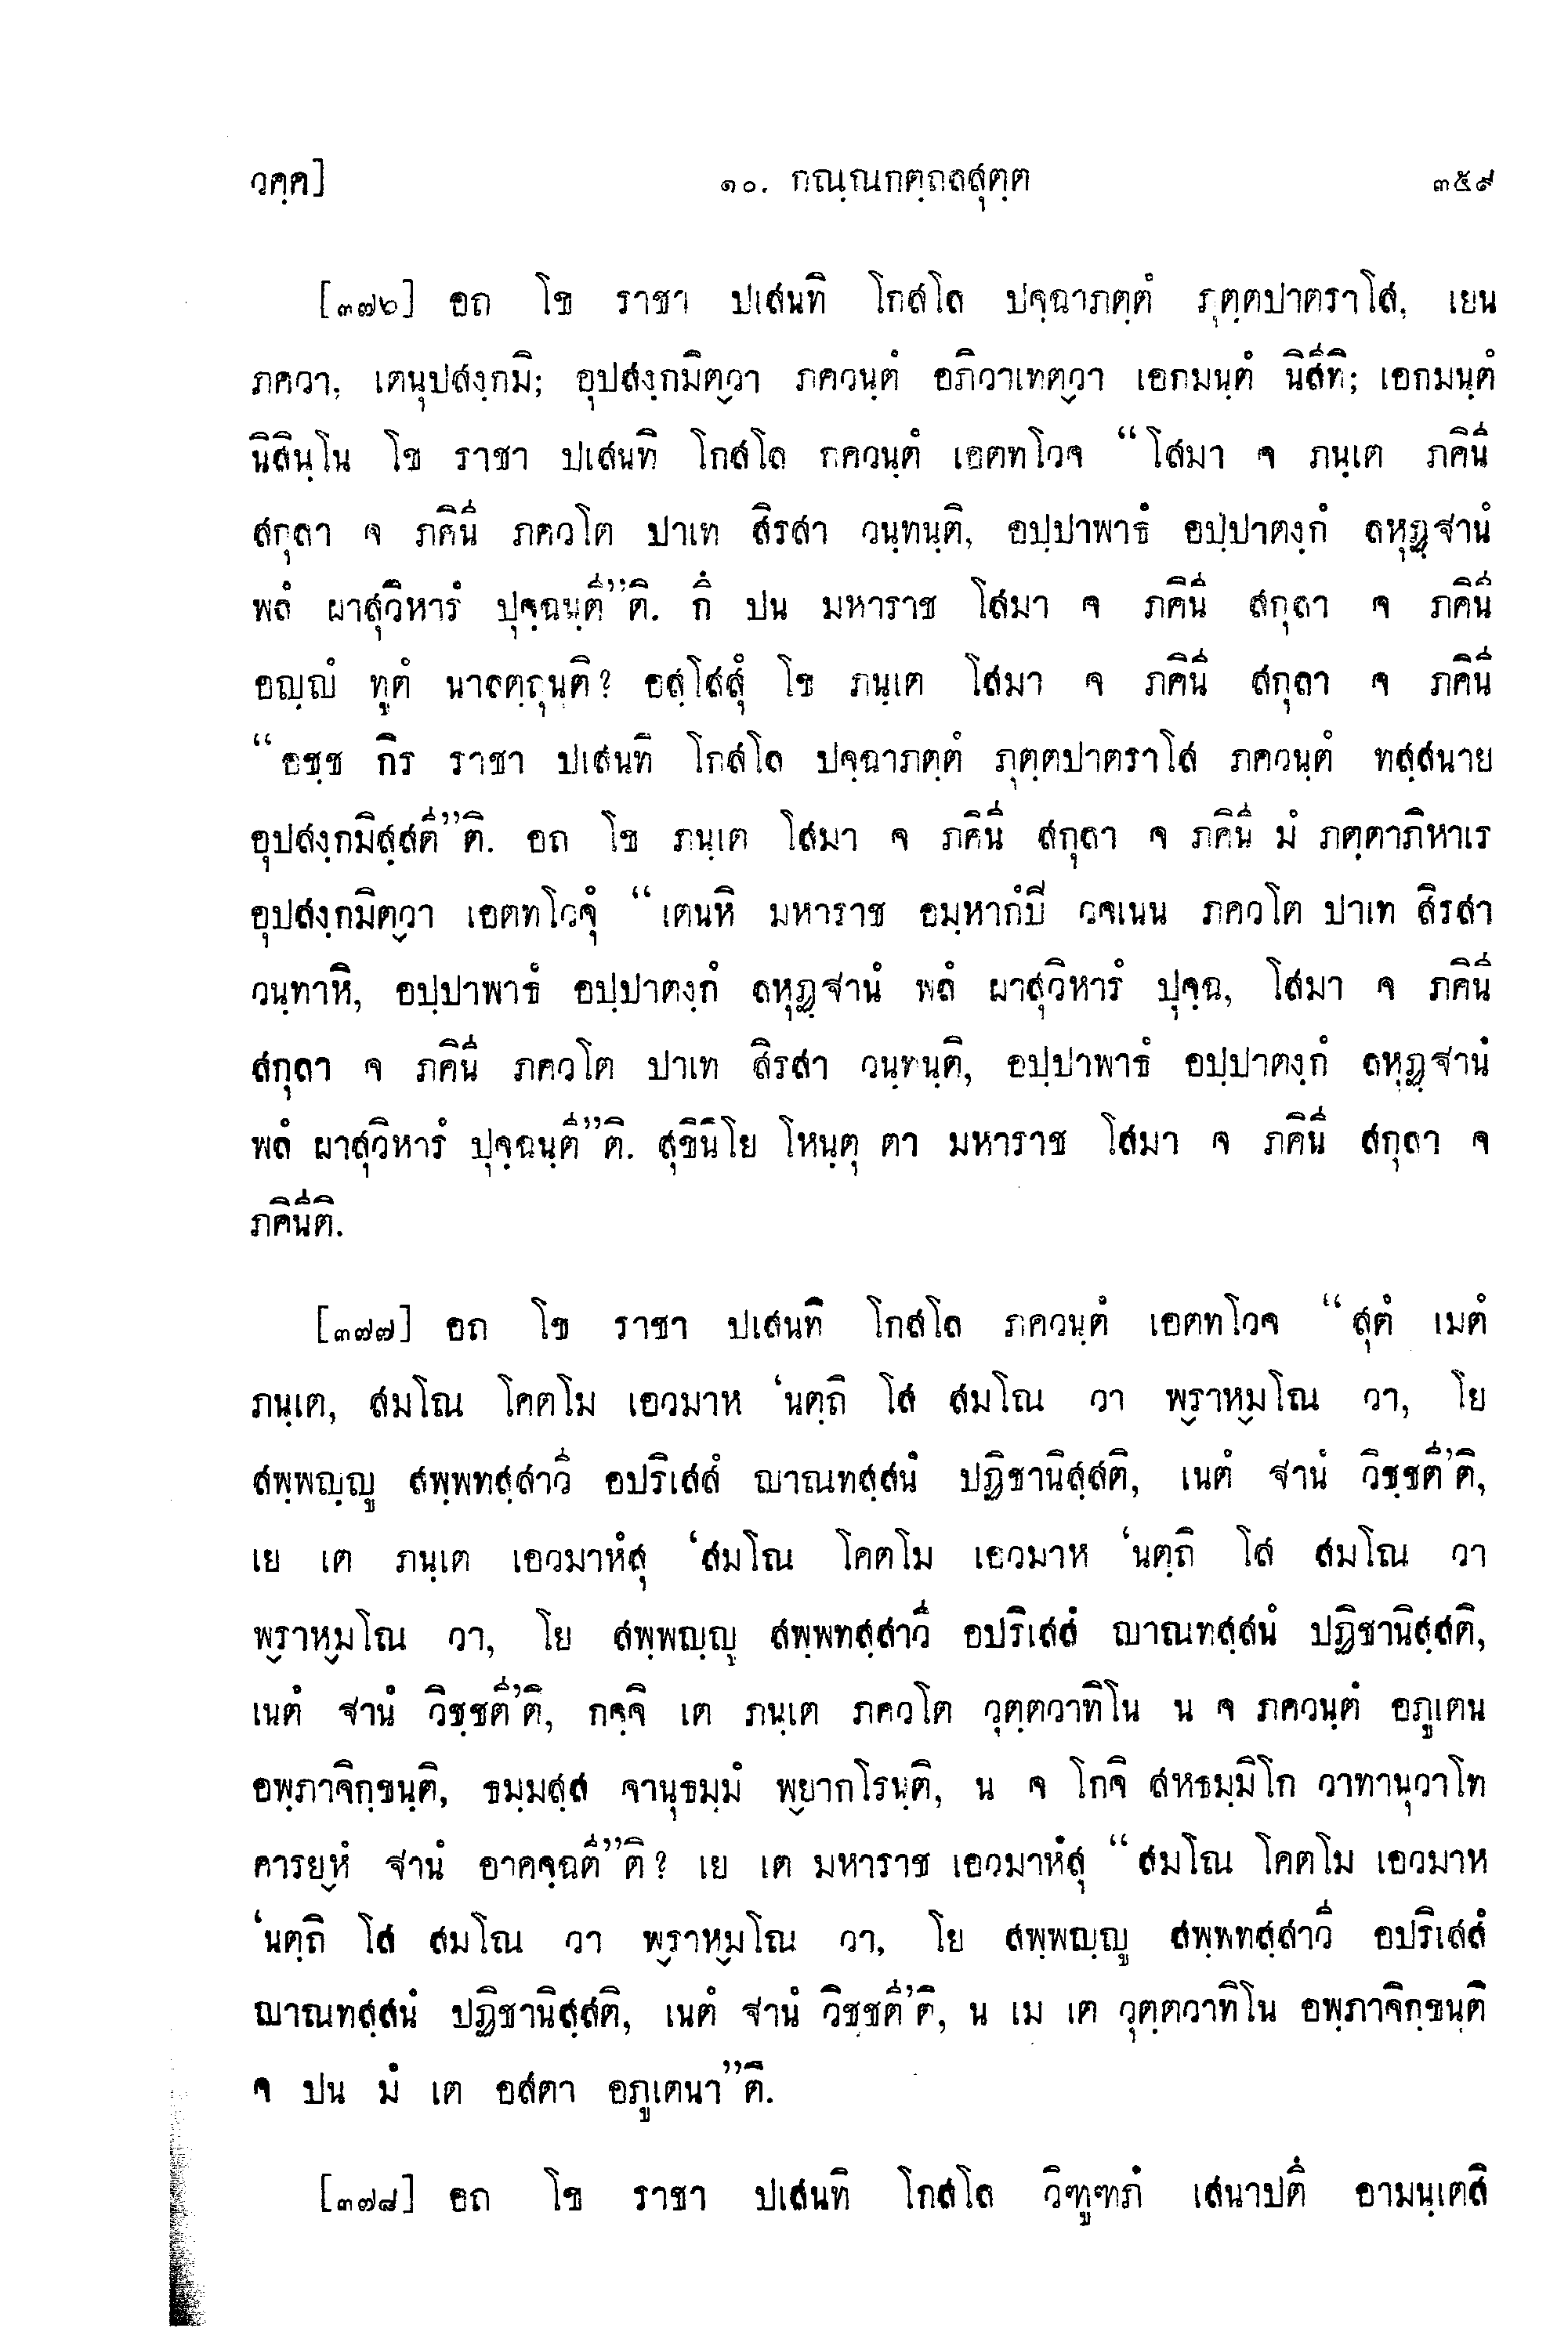 วคฺค]
๑๐. กณฺณกตฺถลสุตฺต
๓๕๙
[๓๗๖] อถ โข ราชา ปเสนทิ โกสโล ปจฺฉาภตฺตํ ภุตฺตปาตราโส, เยน
ภควา, เตนุปสงฺกมิ; อุปสงฺกมิตฺวา ภควนฺตํ อภิวาเทตฺวา เอกมนฺตํ นิสีทิ; เอกมนฺตํ
นิสินฺโน โข ราชา ปเสนทิ โกสโล ภควนฺตํ เอตทโวจ “โสมา จ ภนฺเต ภคินี
สกุลา จ ภคินี ภควโต ปาเท สิรสา วนฺทนฺติ, อปฺปาพาธํ อปฺปาตงฺกํ ลหุฏฺฐานํ
พลํ ผาสุวิหารํ ปุจฺฉนฺตี”ติ. กึ ปน มหาราช โสมา จ ภคินี สกุลา จ ภคินี
อญฺญํ ทูตํ นาลตฺถุนฺติ? อสฺโสสุํ โข ภนฺเต โสมา จ ภคินี สกุลา จ ภคินี
“อชฺช กิร ราชา ปเสนทิ โกสโล ปจฺฉาภตฺตํ ภุตฺตปาตราโส ภควนฺตํ ทสฺสนาย
อุปสงฺกมิสฺสตี”ติ. อถ โข ภนฺเต โสมา จ ภคินี สกุลา จ ภคินี มํ ภตฺตาภิหาเร
อุปสงฺกมิตฺวา เอตทโวจุํ “เตนหิ มหาราช อมฺหากํปิ วจเนน ภควโต ปาเท สิรสา
วนฺทาหิ, อปฺปาพาธํ อปฺปาตงฺกํ ลหุฏฺฐานํ พลํ ผาสุวิหารํ ปุจฺฉ, โสมา จ ภคินี
สกุลา จ ภคินี ภควโต ปาเท สิรสา วนฺทนฺติ, อปฺปาพาธํ อปฺปาตงฺกํ ลหุฏฺฐานํ
พลํ ผาสุวิหารํ ปุจฺฉนฺตี”ติ. สุขินิโย โหนฺตุ ตา มหาราช โสมา จ ภคินี สกุลา จ
ภคินีติ.
[๓๗๗] อถ โข ราชา ปเสนทิ โกสโล ภควนฺตํ เอตทโวจ “สุตํ เมตํ
ภนฺเต, สมโณ โคตโม เอวมาห ‘นตฺถิ โส สมโณ วา พฺราหฺมโณ วา, โย
สพฺพญฺญู สพฺพทสฺสาวี อปริเสสํ ญาณทสฺสนํ ปฏิชานิสฺสติ, เนตํ ฐานํ วิชฺชตี’ติ,
เย เต ภนฺเต เอวมาหํสุ ‘สมโณ โคตโม เอวมาห ‘นตฺถิ โส สมโณ วา
พฺราหฺมโณ วา, โย สพฺพญฺญู สพฺพทสฺสาวี อปริเสสํ ญาณทสฺสนํ ปฏิชานิสฺสติ,
เนตํ ฐานํ วิชฺชตี’ติ, กจฺจิ เต ภนฺเต ภควโต วุตฺตวาทิโน น จ ภควนฺตํ อภูเตน
อพฺภาจิกฺขนฺติ, ธมฺมสฺส จานุธมฺมํ พฺยากโรนฺติ, น จ โกจิ สหธมฺมิโก วาทานุวาโท
คารยฺหํ ฐานํ อาคจฺฉตี”ติ? เย เต มหาราช เอวมาหํสุ “สมโณ โคตโม เอวมาห
‘นตฺถิ โส สมโณ วา พฺราหฺมโณ วา, โย สพฺพญฺญู สพฺพทสฺสาวี อปริเสสํ
ญาณทสฺสนํ ปฏิชานิสฺสติ, เนตํ ฐานํ วิชฺชตี’ติ, น เม เต วุตฺตวาทิโน อพฺภาจิกฺขนฺติ
จ ปน มํ เต อสตา อภูเตนา”ติ.
[๓๗๘] อถ โข ราชา ปเสนทิ โกสโล วิฑูฑภํ เสนาปตึ อามนฺเตสิ